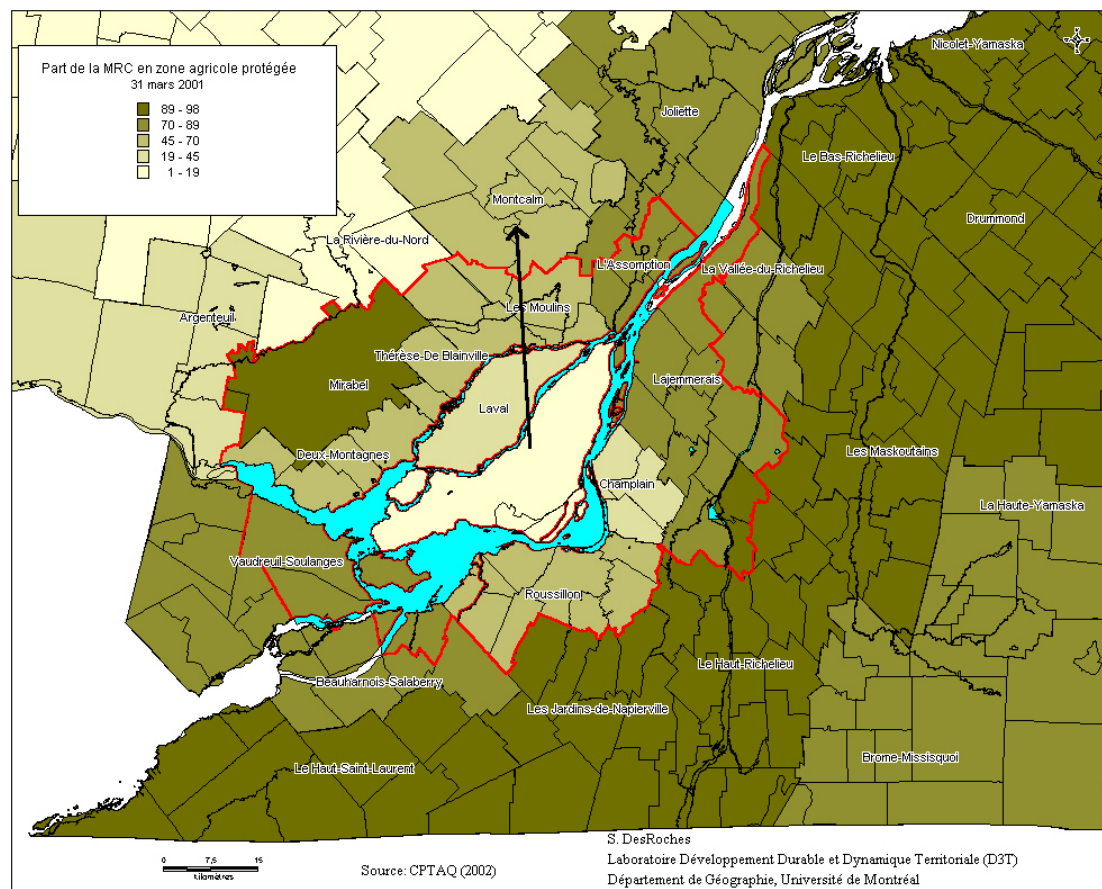 Part de la MRC en zone agricole protégée
31 mars 2001
89 - 98
70 - 89
45 - 70
19 - 45
1 - 19
Nicolet-Yamaska
Joliette
Le Bas-Richelieu
Montcalm
Drummond
La Rivière-du-Nord
L'Assomption
La Vallée-du-Richelieu
Les Moulins
Argenteuil
Thérèse-De Blainville
Mirabel
Lajemmerais
Laval
Deux-Montagnes
Les Maskoutains
Champlain
La Haute-Yamaska
Vaudreuil-Soulanges
Roussillon
Le Haut-Richelieu
Beauharnois-Salaberry
Les Jardins-de-Napierville
Brome-Missisquoi
Le Haut-Saint-Laurent
0 7,5 15
kilomètres
Source: CPTAQ (2002)
S. DesRoches
Laboratoire Développement Durable et Dynamique Territoriale (D3T)
Département de Géographie, Université de Montréal